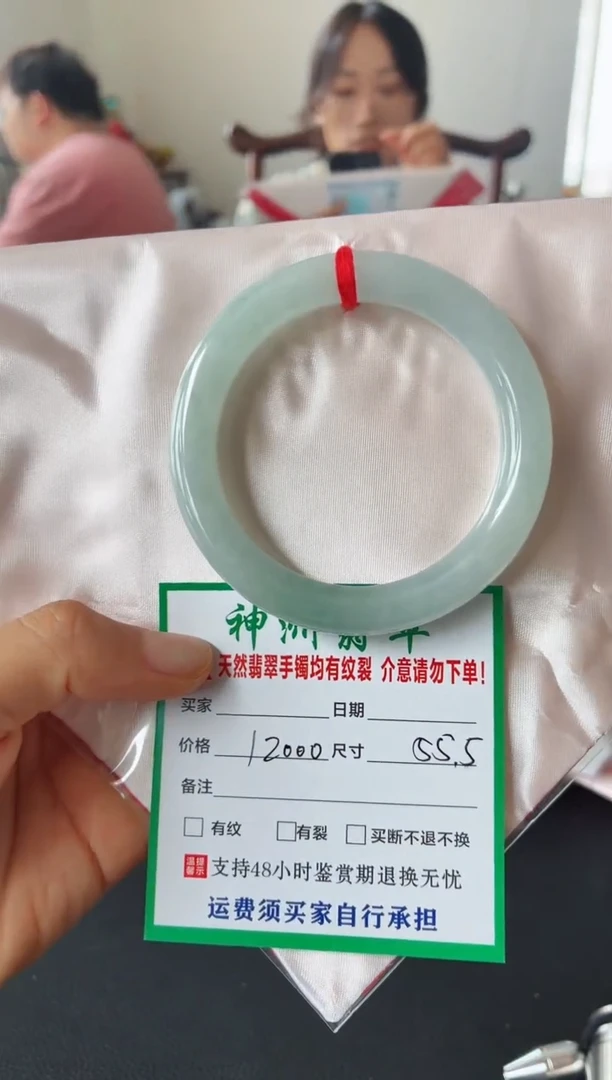 神洲翡翠
天然翡翠手镯均有纹裂 介意请勿下单!
买家 日期
价格 12000 尺寸 55.5
备注
有纹 有裂 买断不退不换
温馨提示 支持48小时鉴赏期退换无忧
运费须买家自行承担